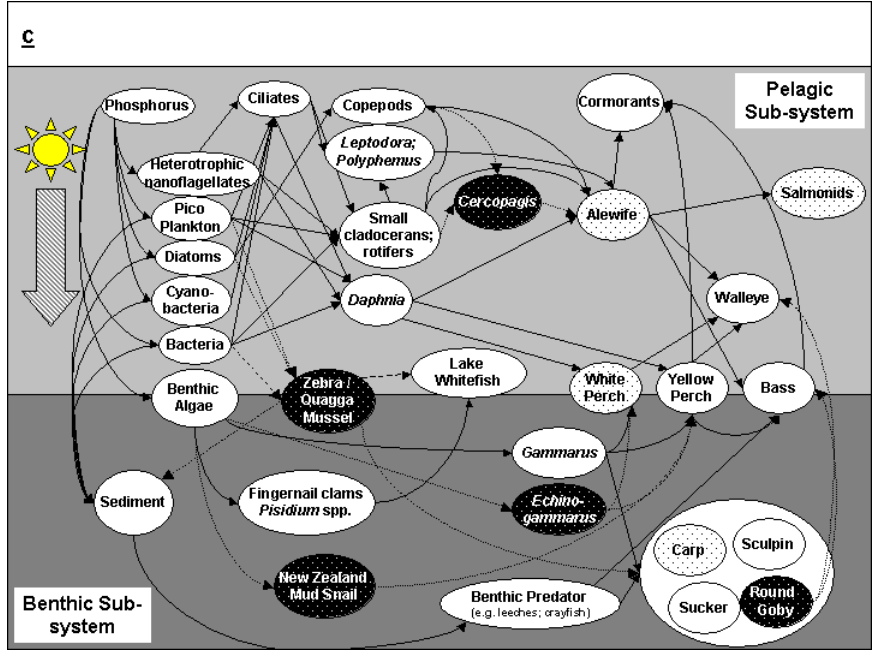 c
Pelagic
Sub-system
Phosphorus
Ciliates
Copepods
Cormorants
Leptodora;
Polyphemus
Heterotrophic
nanoflagellates
Salmonids
Pico
Plankton
Small
cladocerans;
rotifers
Cercopagis
Alewife
Diatoms
Cyano-
bacteria
Daphnia
Walleye
Bacteria
Lake
Whitefish
Zebra /
Quagga
Mussel
Benthic
Algae
White
Perch
Yellow
Perch
Bass
Gammarus
Sediment
Fingernail clams
Pisidium spp.
Echino-
gammarus
Carp
Sculpin
New Zealand
Mud Snail
Benthic Predator
(e.g. leeches; crayfish)
Sucker
Round
Goby
Benthic Sub-
system